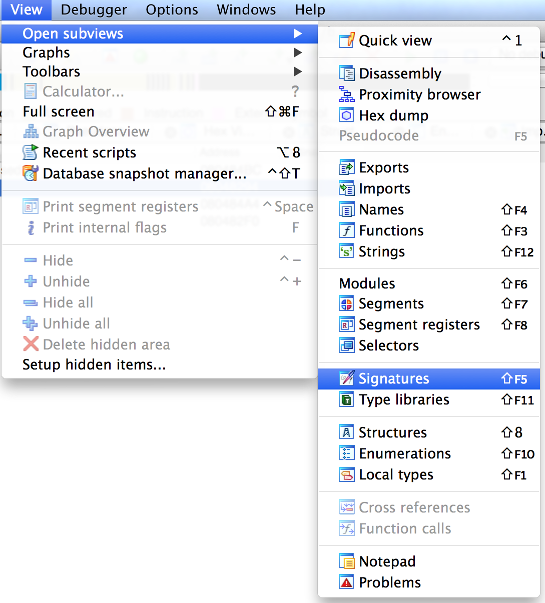 View Debugger Options Windows Help
Open subviews ▶
Graphs ▶
Toolbars ▶
Calculator... ?
Full screen ⇧⌘F
Graph Overview
Recent scripts ⌥8
Database snapshot manager... ^⇧T
Print segment registers ^Space
Print internal flags F
Hide ^−
Unhide ^+
Hide all
Unhide all
Delete hidden area
Setup hidden items...
Quick view ^1
Disassembly
Proximity browser
Hex dump
Pseudocode F5
Exports
Imports
Names ⇧F4
Functions ⇧F3
Strings ⇧F12
Modules ⇧F6
Segments ⇧F7
Segment registers ⇧F8
Selectors
Signatures ⇧F5
Type libraries ⇧F11
Structures ⇧8
Enumerations ⇧F10
Local types ⇧F1
Cross references
Function calls
Notepad
Problems